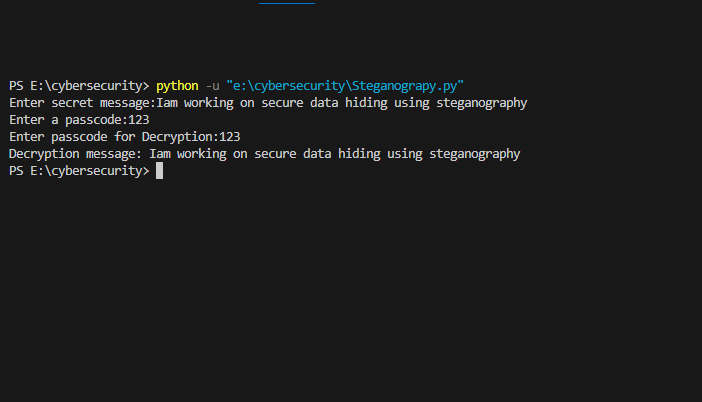 PS E:\cybersecurity> python -u "e:\cybersecurity\Steganograpy.py"
Enter secret message:Iam working on secure data hiding using steganography
Enter a passcode:123
Enter passcode for Decryption:123
Decryption message: Iam working on secure data hiding using steganography
PS E:\cybersecurity>